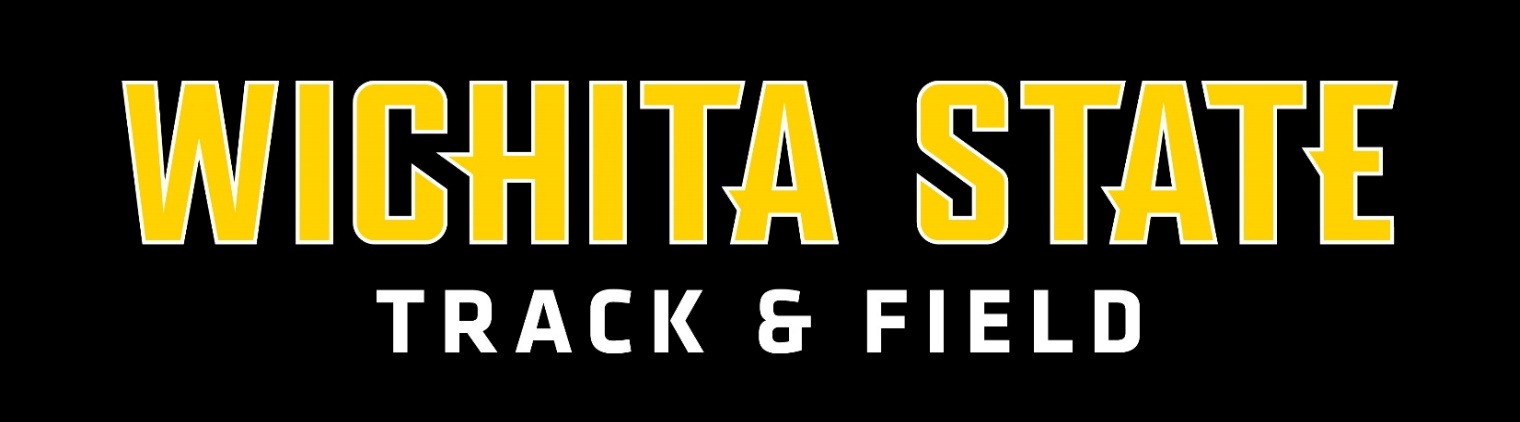 WICHITA STATE
TRACK & FIELD